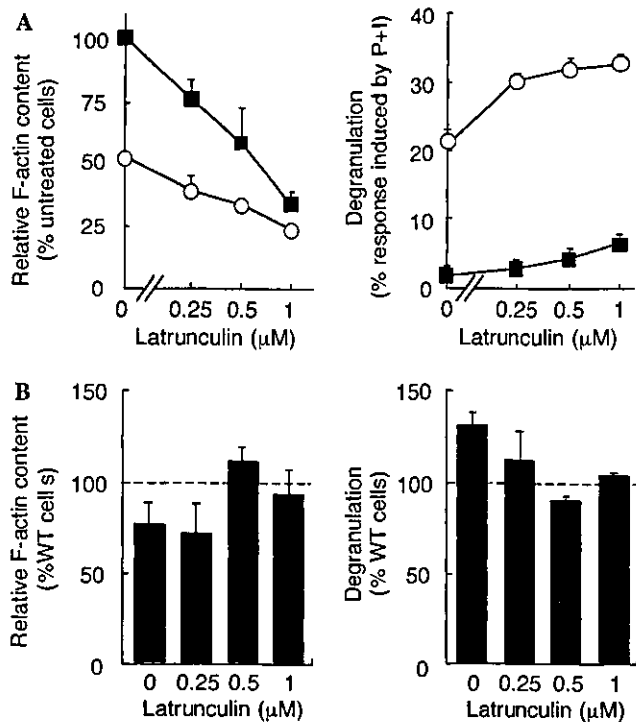 A
Relative F-actin content
(% untreated cells)
100
75
50
25
0
0 0.25 0.5 1
Latrunculin (μM)
Degranulation
(% response induced by P+I)
40
30
20
10
0
0 0.25 0.5 1
Latrunculin (μM)
B
Relative F-actin content
(%WT cell s)
150
100
50
0
0 0.25 0.5 1
Latrunculin (μM)
Degranulation
(% WT cells)
150
100
50
0
0 0.25 0.5 1
Latrunculin (μM)